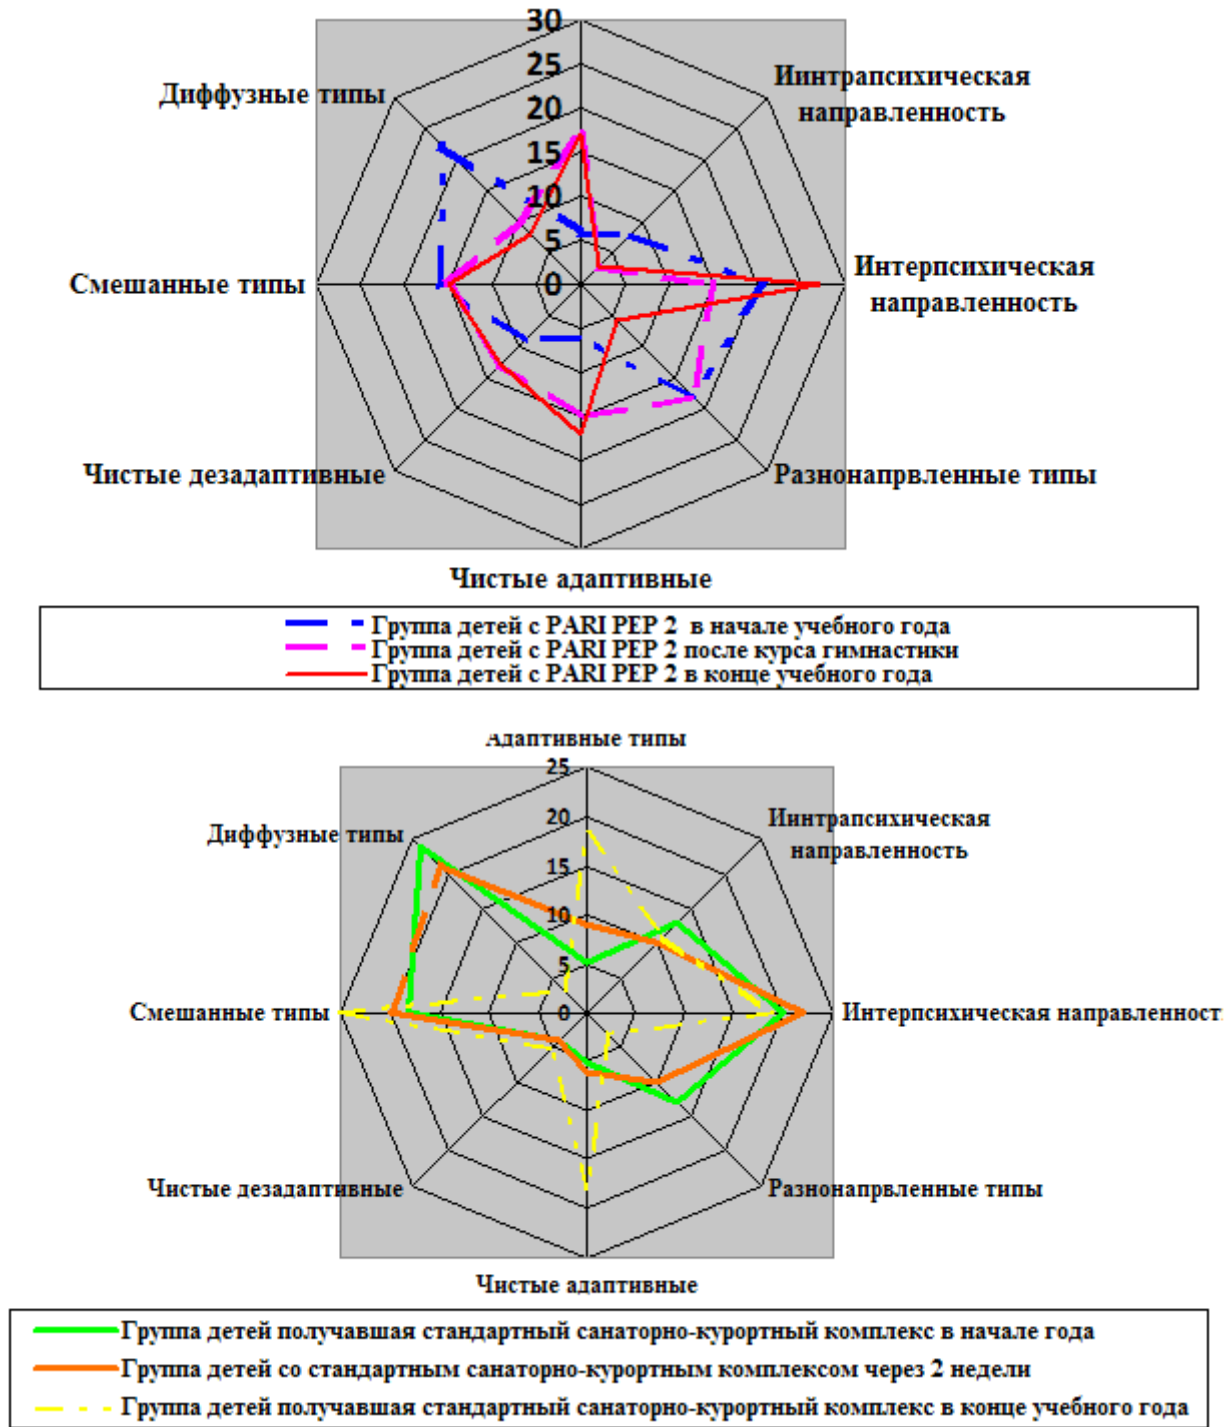 30
25
20
15
10
5
0
Иинтрапсихическая
направленность
Диффузные типы
Интерпсихическая
направленность
Смешанные типы
Чистые дезадаптивные
Разнонапрвленные типы
Чистые адаптивные
Группа детей с PARI PEP 2 в начале учебного года
Группа детей с PARI PEP 2 после курса гимнастики
Группа детей с PARI PEP 2 в конце учебного года
Адаптивные типы
25
20
15
10
5
0
Иинтрапсихическая
направленность
Диффузные типы
Смешанные типы
Интерпсихическая направленност
Чистые дезадаптивные
Разнонапрвленные типы
Чистые адаптивные
Группа детей получавшая стандартный санаторно-курортный комплекс в начале года
Группа детей со стандартным санаторно-курортным комплексом через 2 недели
Группа детей получавшая стандартный санаторно-курортный комплекс в конце учебного года